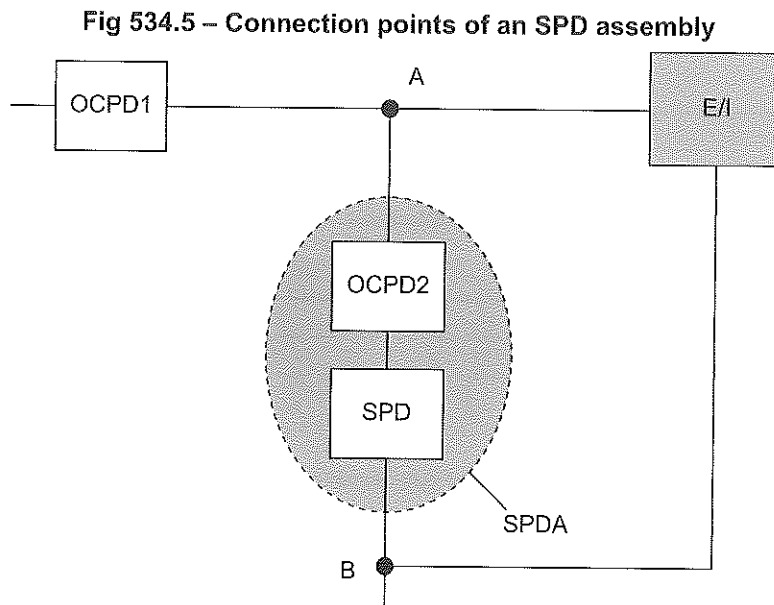 Fig 534.5 – Connection points of an SPD assembly
A
OCPD1
E/I
OCPD2
SPD
SPDA
B